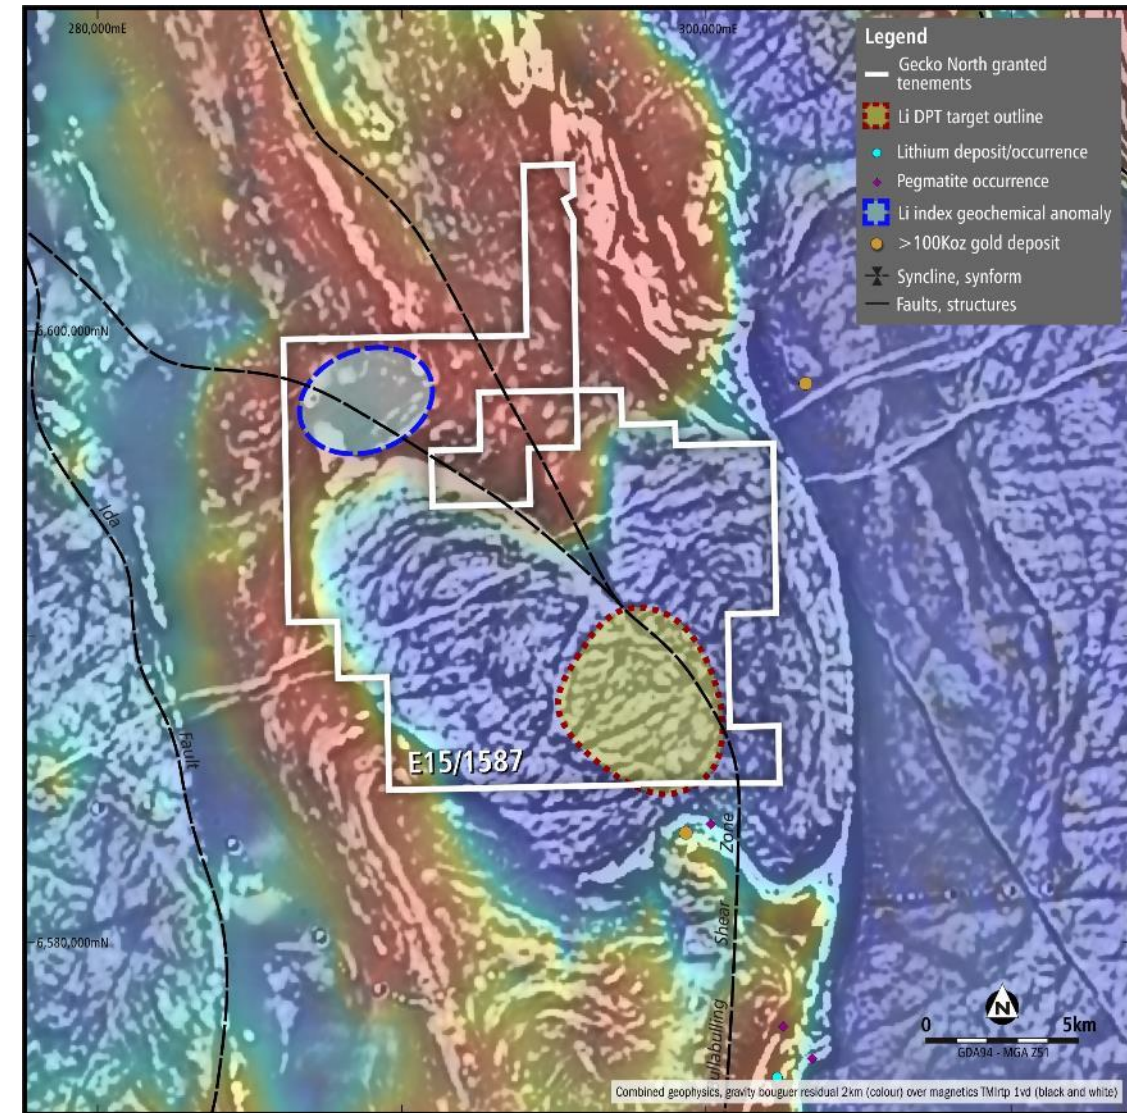 280,000mE
300,000mE
Legend
Gecko North granted
tenements
Li DPT target outline
Lithium deposit/occurrence
Pegmatite occurrence
Li index geochemical anomaly
>100Koz gold deposit
Syncline, synform
Faults, structures
6,600,000mN
Ida
Fault
E15/1587
Zone
Shear
ullabulling
6,580,000mN
N
0
5km
GDA94 - MGA Z51
Combined geophysics, gravity bouguer residual 2km (colour) over magnetics TMIrtp 1vd (black and white)